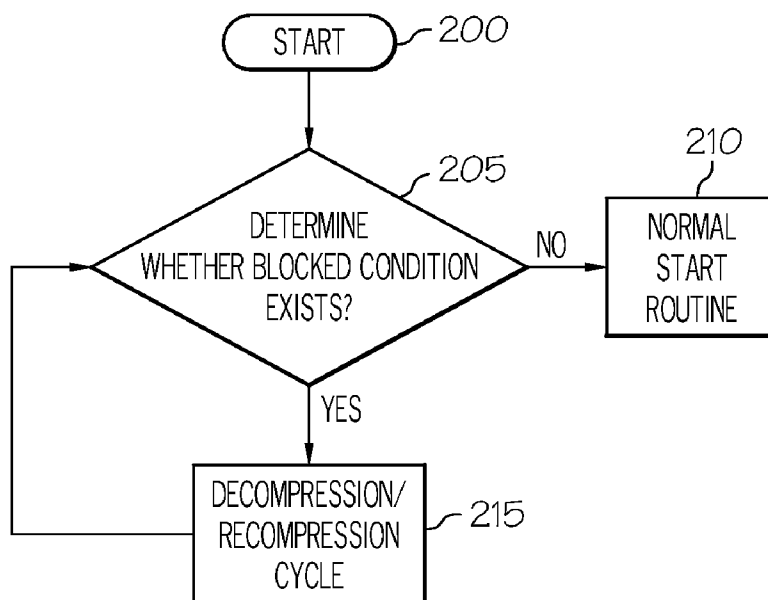 START
200
205
DETERMINE
WHETHER BLOCKED CONDITION
EXISTS?
NO
210
NORMAL
START
ROUTINE
YES
DECOMPRESSION/
RECOMPRESSION
CYCLE
215